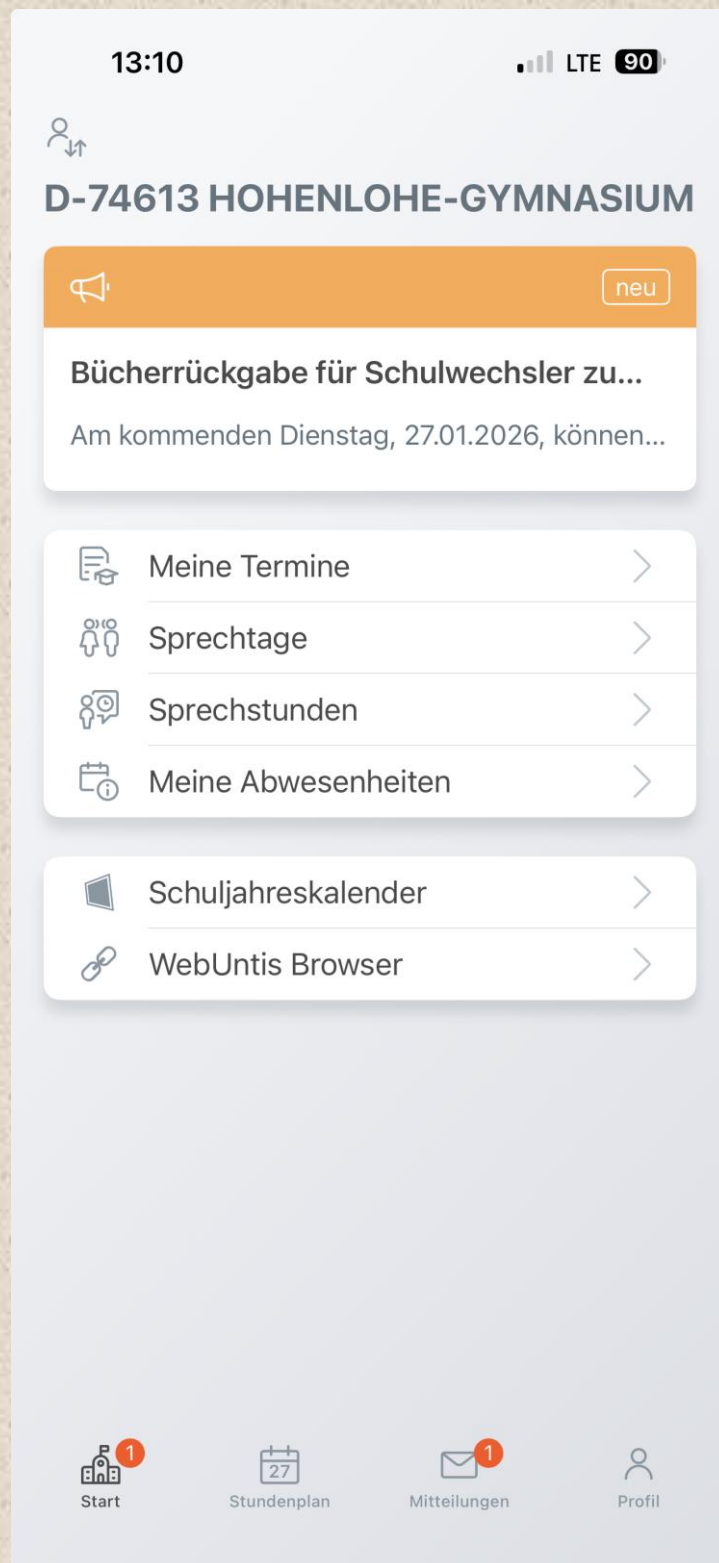 13:10 LTE 90
D-74613 HOHENLOHE-GYMNASIUM
neu
Bücherrückgabe für Schulwechsler zu...
Am kommenden Dienstag, 27.01.2026, können...
Meine Termine
Sprechtage
Sprechstunden
Meine Abwesenheiten
Schuljahreskalender
WebUntis Browser
1 27 1
Start Stundenplan Mitteilungen Profil